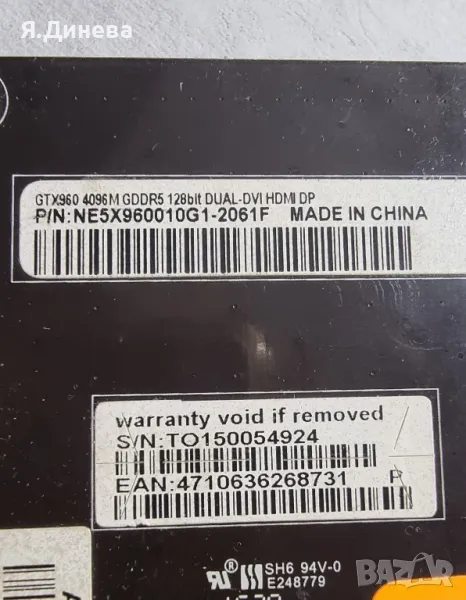 Я.Динева
GTX960 4096M GDDR5 128bit DUAL-DVI HDMI DP
P/N:NE5X960010G1-2061F MADE IN CHINA
warranty void if removed
S/N:TO150054924
EAN:4710636268731 P
SH6 94V-0
E248779
BAZAR